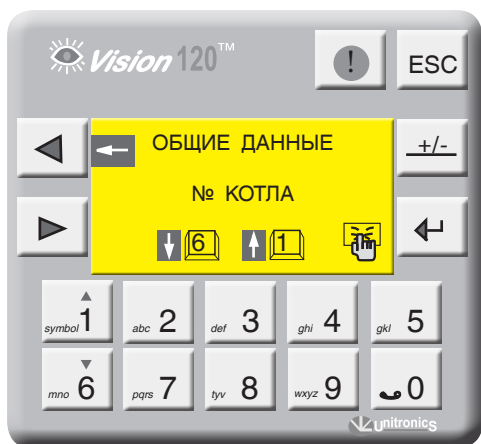 Vision 120™
! ESC
ОБЩИЕ ДАННЫЕ
+/-
№ КОТЛА
6 1
symbol 1 abc 2 def 3 ghi 4 gkl 5
mno 6 pqrs 7 tyv 8 wxyz 9 0
Unitronics